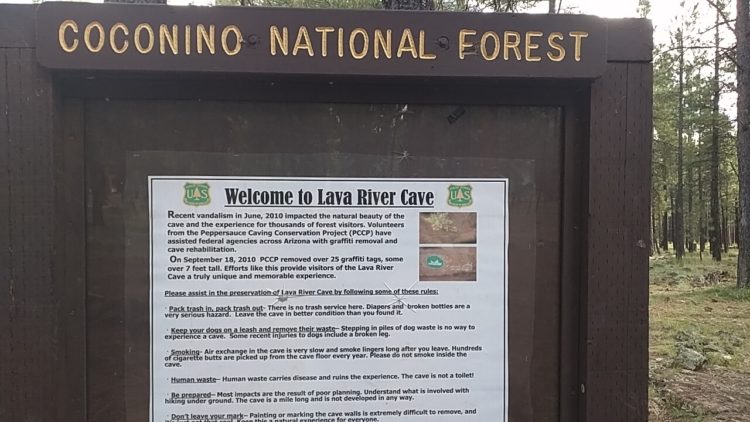 COCONINO NATIONAL FOREST
Welcome to Lava River Cave
Recent vandalism in June, 2010 impacted the natural beauty of the
cave and the experience for thousands of forest visitors. Volunteers
from the Peppersauce Caving Conservation Project (PCCP) have
assisted federal agencies across Arizona with graffiti removal and
cave rehabilitation.
On September 18, 2010 PCCP removed over 25 graffiti tags, some
over 7 feet tall. Efforts like this provide visitors of the Lava River
Cave a truly unique and memorable experience.
Please assist in the preservation of Lava River Cave by following some of these rules:
· Pack trash in, pack trash out- There is no trash service here. Diapers and broken bottles are a
very serious hazard. Leave the cave in better condition than you found it.
· Keep your dogs on a leash and remove their waste– Stepping in piles of dog waste is no way to
experience a cave. Some recent injuries to dogs include a broken leg.
· Smoking- Air exchange in the cave is very slow and smoke lingers long after you leave. Hundreds
of cigarette butts are picked up from the cave floor every year. Please do not smoke inside the
cave.
· Human waste– Human waste carries disease and ruins the experience. The cave is not a toilet!
· Be prepared– Most impacts are the result of poor planning. Understand what is involved with
hiking under ground. The cave is a mile long and is not developed in any way.
· Don't leave your mark– Painting or marking the cave walls is extremely difficult to remove, and
Keep this a natural experience for everyone.